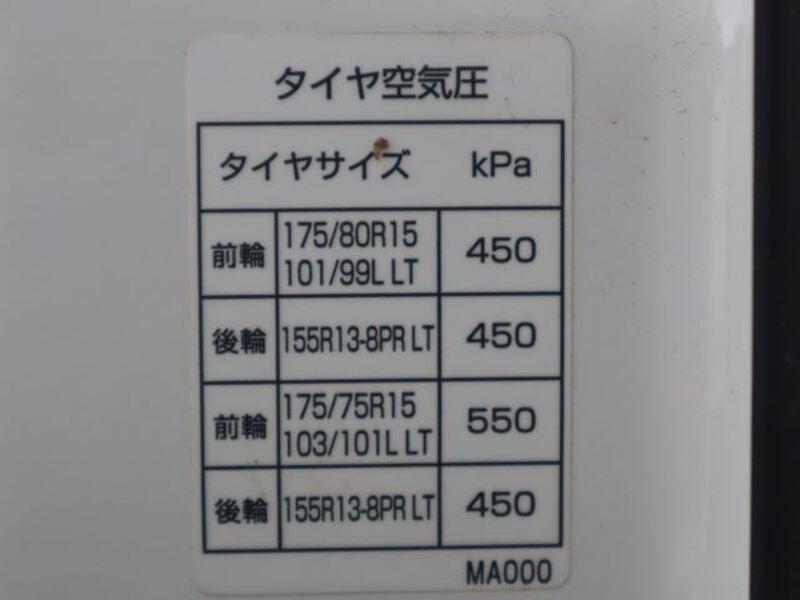 タイヤ空気圧
タイヤサイズ kPa
前輪 175/80R15 101/99L LT 450
後輪 155R13-8PR LT 450
前輪 175/75R15 103/101L LT 550
後輪 155R13-8PR LT 450
MA000